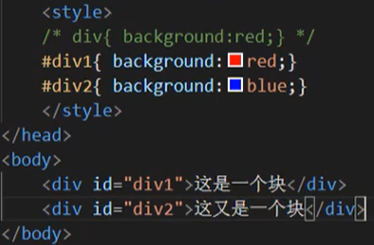 <style>
/* div{ background:red;} */
#div1{ background:red;}
#div2{ background:blue;}
</style>
</head>
<body>
<div id="div1">这是一个块</div>
<div id="div2">这又是一个块</div>
</body>